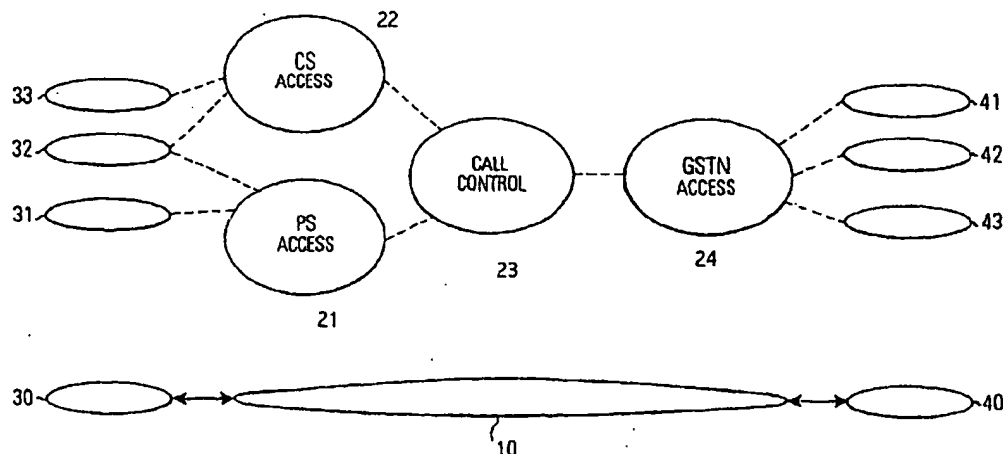 22
CS
ACCESS
33
41
32
42
CALL
CONTROL
GSTN
ACCESS
31
PS
ACCESS
43
23
24
21
30
40
10